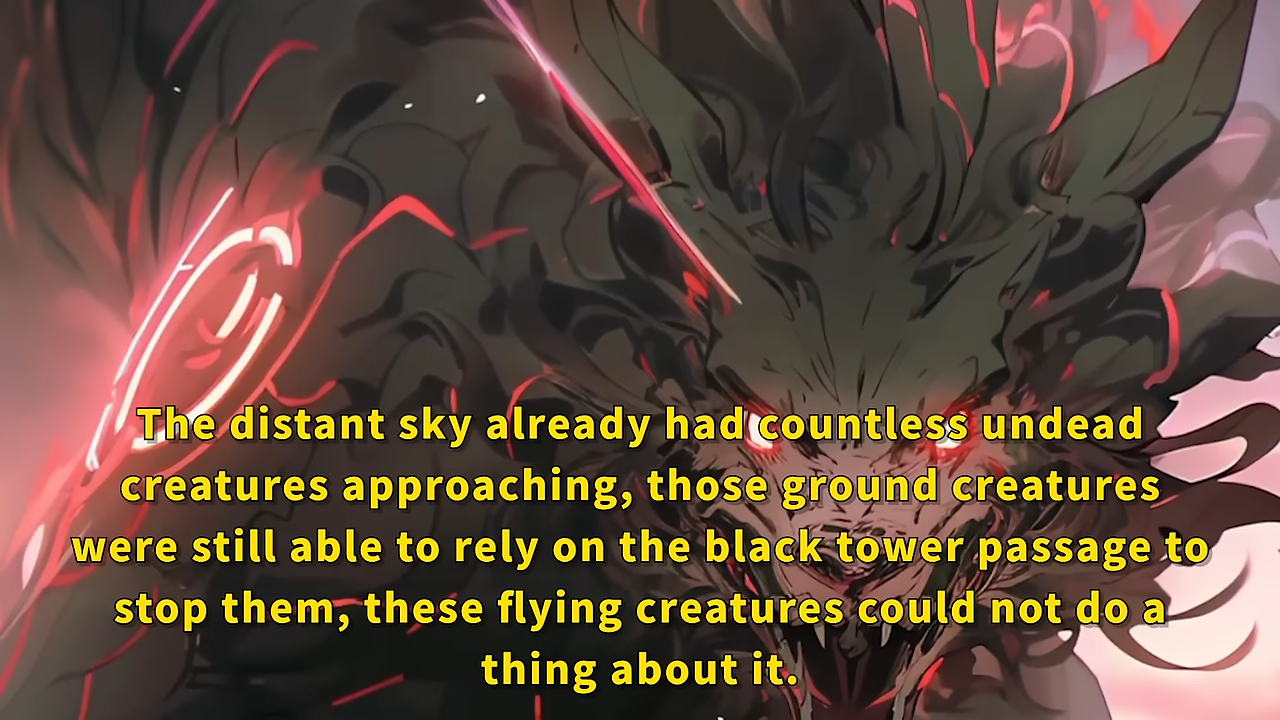 The distant sky already had countless undead
creatures approaching, those ground creatures
were still able to rely on the black tower passage to
stop them, these flying creatures could not do a
thing about it.